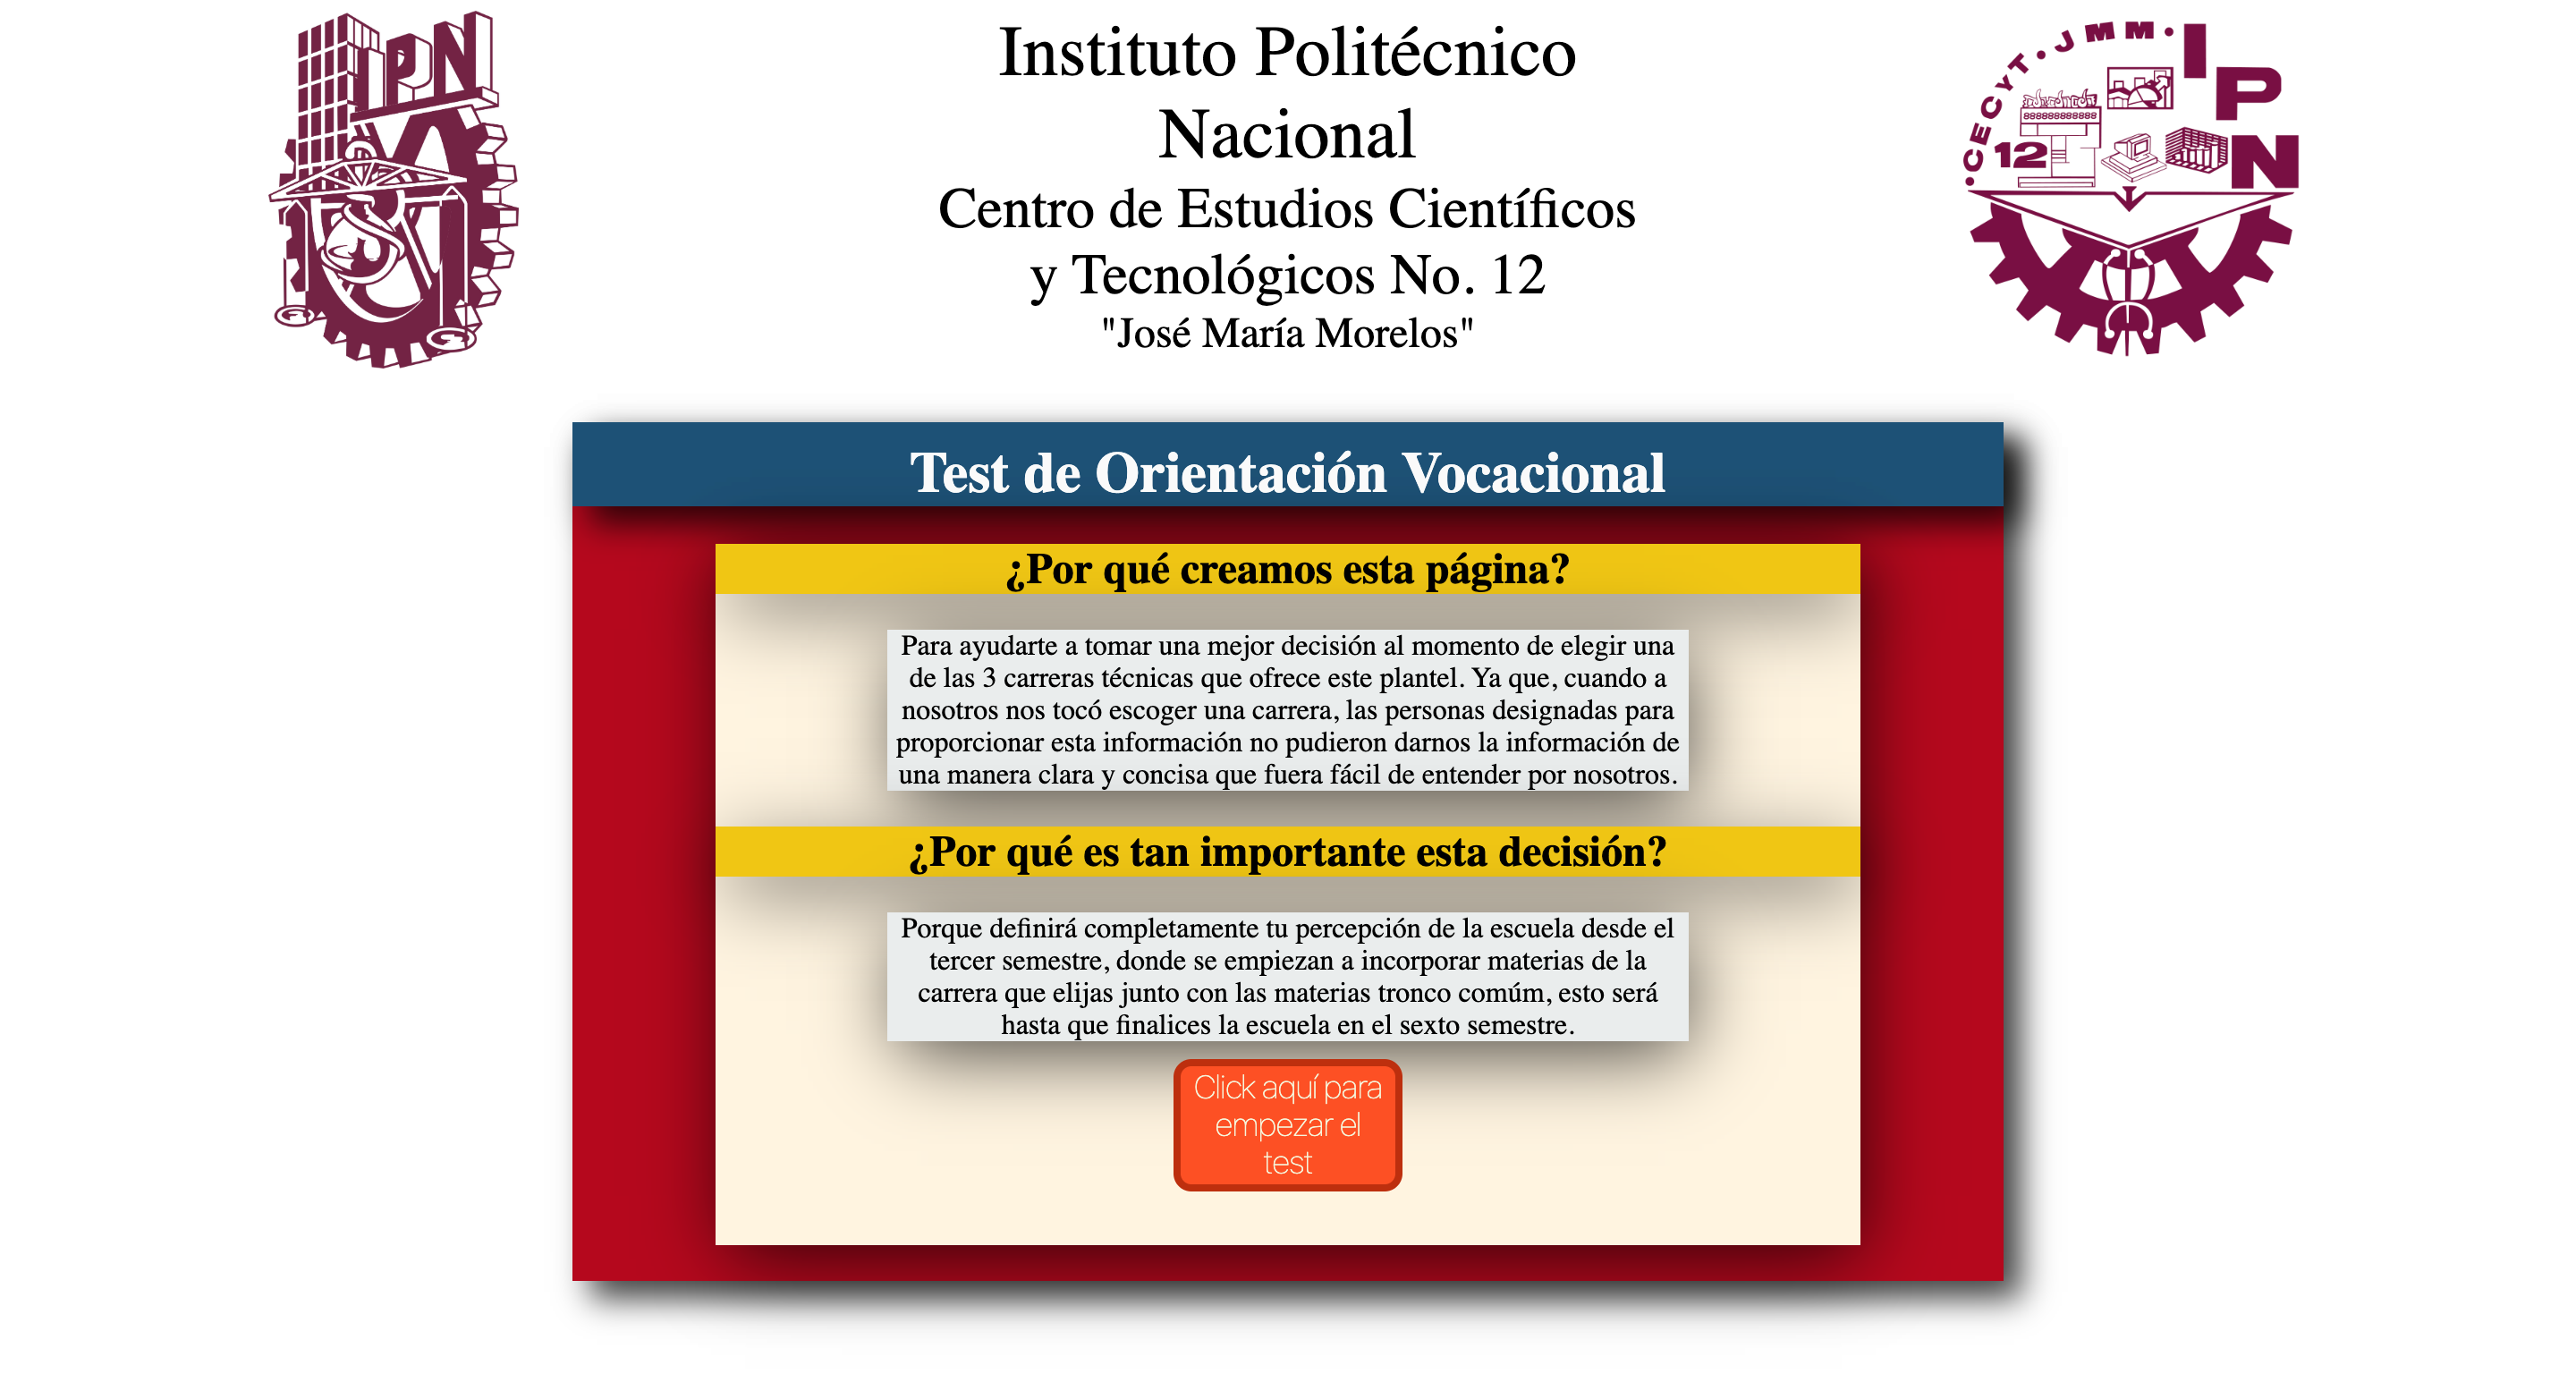 IPN
Instituto Politécnico
Nacional
Centro de Estudios Científicos
y Tecnológicos No. 12
"José María Morelos"
·CECYT·JMM·
IPN
888888888888
12
Test de Orientación Vocacional
¿Por qué creamos esta página?
Para ayudarte a tomar una mejor decisión al momento de elegir una
de las 3 carreras técnicas que ofrece este plantel. Ya que, cuando a
nosotros nos tocó escoger una carrera, las personas designadas para
proporcionar esta información no pudieron darnos la información de
una manera clara y concisa que fuera fácil de entender por nosotros.
¿Por qué es tan importante esta decisión?
Porque definirá completamente tu percepción de la escuela desde el
tercer semestre, donde se empiezan a incorporar materias de la
carrera que elijas junto con las materias tronco comúm, esto será
hasta que finalices la escuela en el sexto semestre.
Click aquí para
empezar el
test